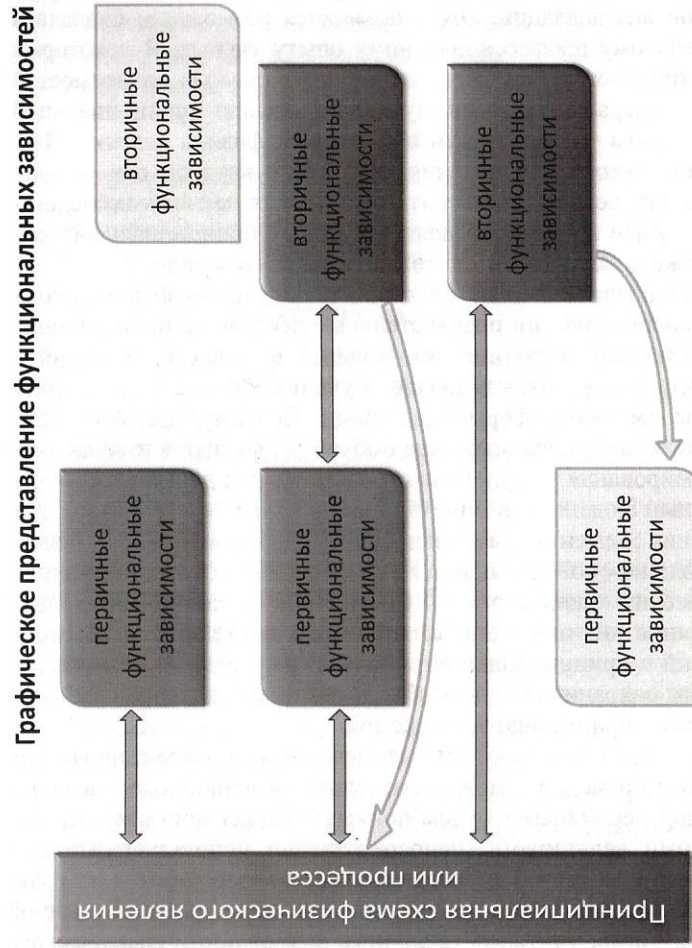 Графическое представление функциональных зависимостей
Принципиальная схема физического явления
или процесса
первичные
функциональные
зависимости
вторичные
функциональные
зависимости
первичные
функциональные
зависимости
вторичные
функциональные
зависимости
первичные
функциональные
зависимости
вторичные
функциональные
зависимости